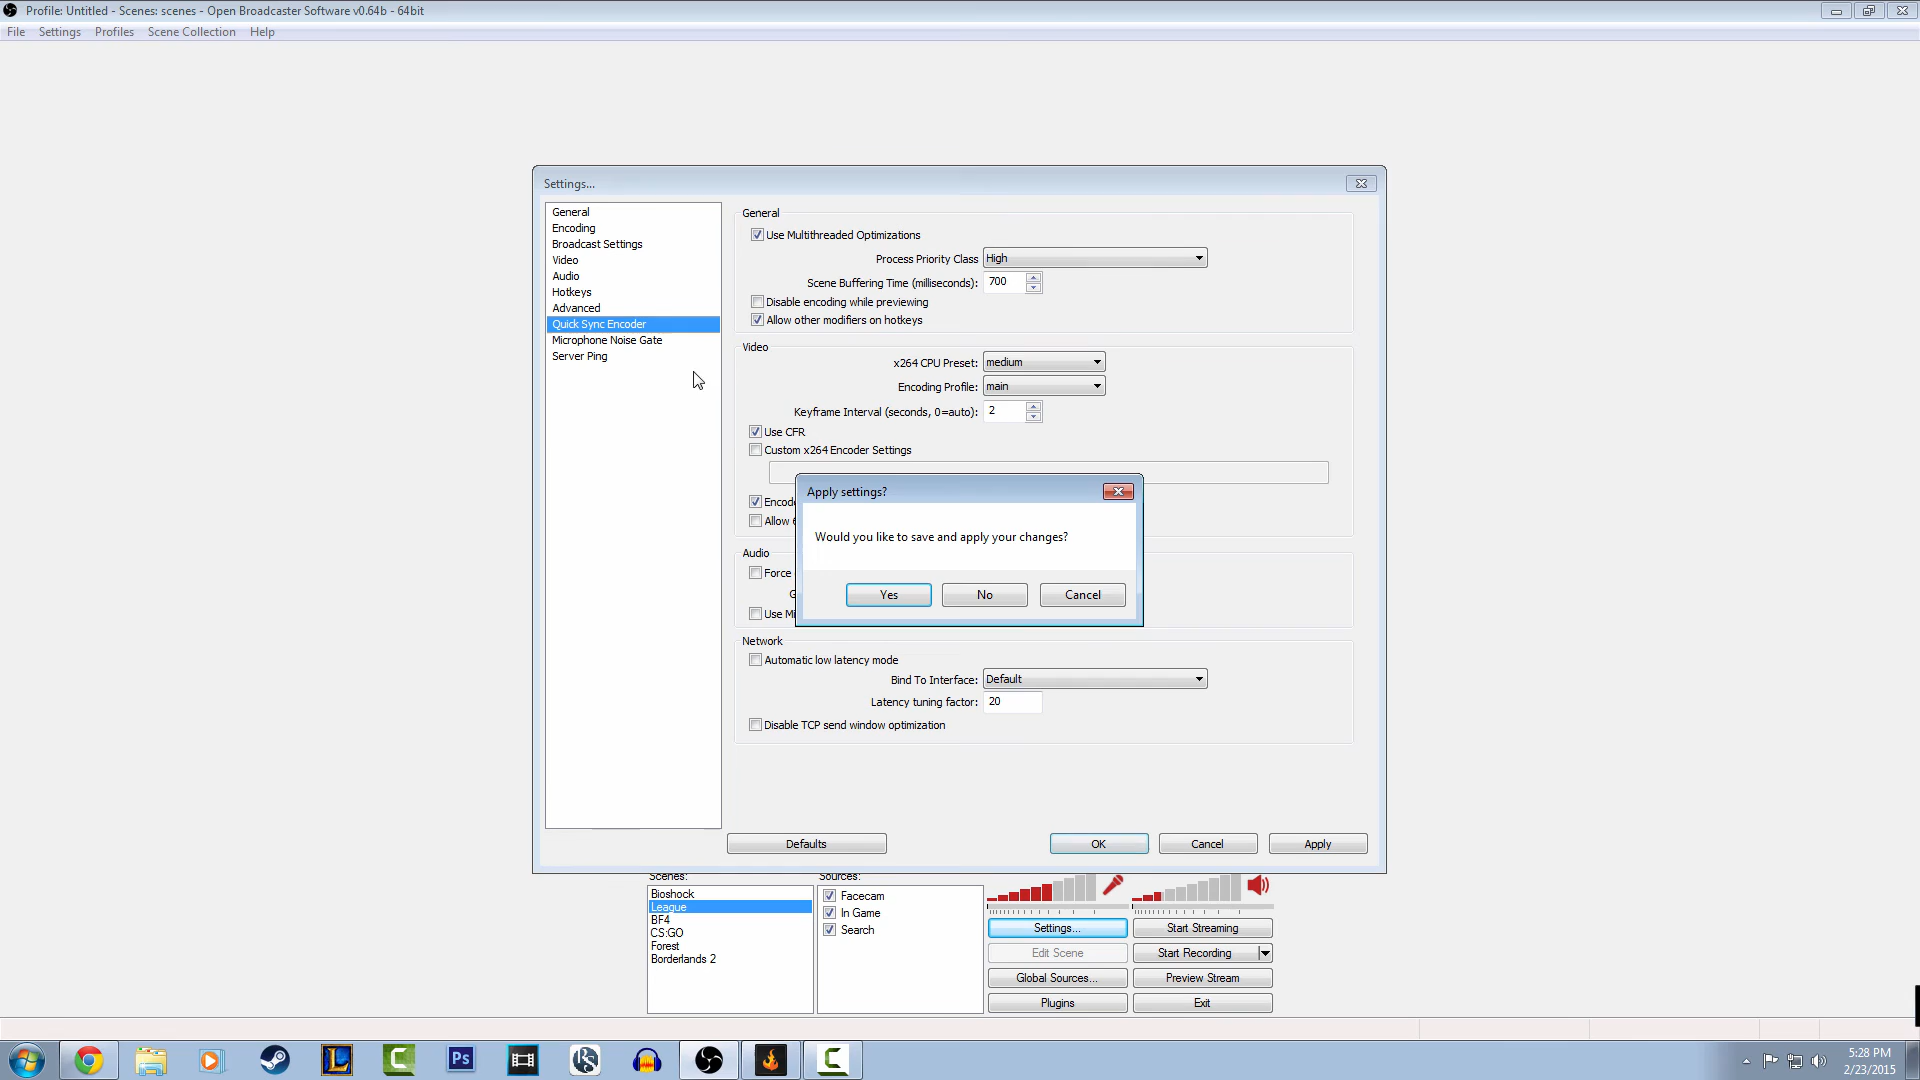 Profile: Untitled - Scenes: scenes - Open Broadcaster Software v0.64b - 64bit
File Settings Profiles Scene Collection Help
Settings...
General
Encoding
Broadcast Settings
Video
Audio
Hotkeys
Advanced
Quick Sync Encoder
Microphone Noise Gate
Server Ping
General
Use Multithreaded Optimizations
Process Priority Class High
Scene Buffering Time (milliseconds): 700
Disable encoding while previewing
Allow other modifiers on hotkeys
Video
x264 CPU Preset: medium
Encoding Profile: main
Keyframe Interval (seconds, 0=auto): 2
Use CFR
Custom x264 Encoder Settings
Allow
Apply settings?
Would you like to save and apply your changes?
Yes No Cancel
Audio
Force
Use
Network
Automatic low latency mode
Bind To Interface: Default
Latency tuning factor: 20
Disable TCP send window optimization
Defaults OK Cancel Apply
Scenes:
Bioshock
League
BF4
CS:GO
Forest
Borderlands 2
Sources:
Facecam
In Game
Search
Settings... Start Streaming
Edit Scene Start Recording
Global Sources... Preview Stream
Plugins Exit
Ps
5:28 PM
2/23/2015